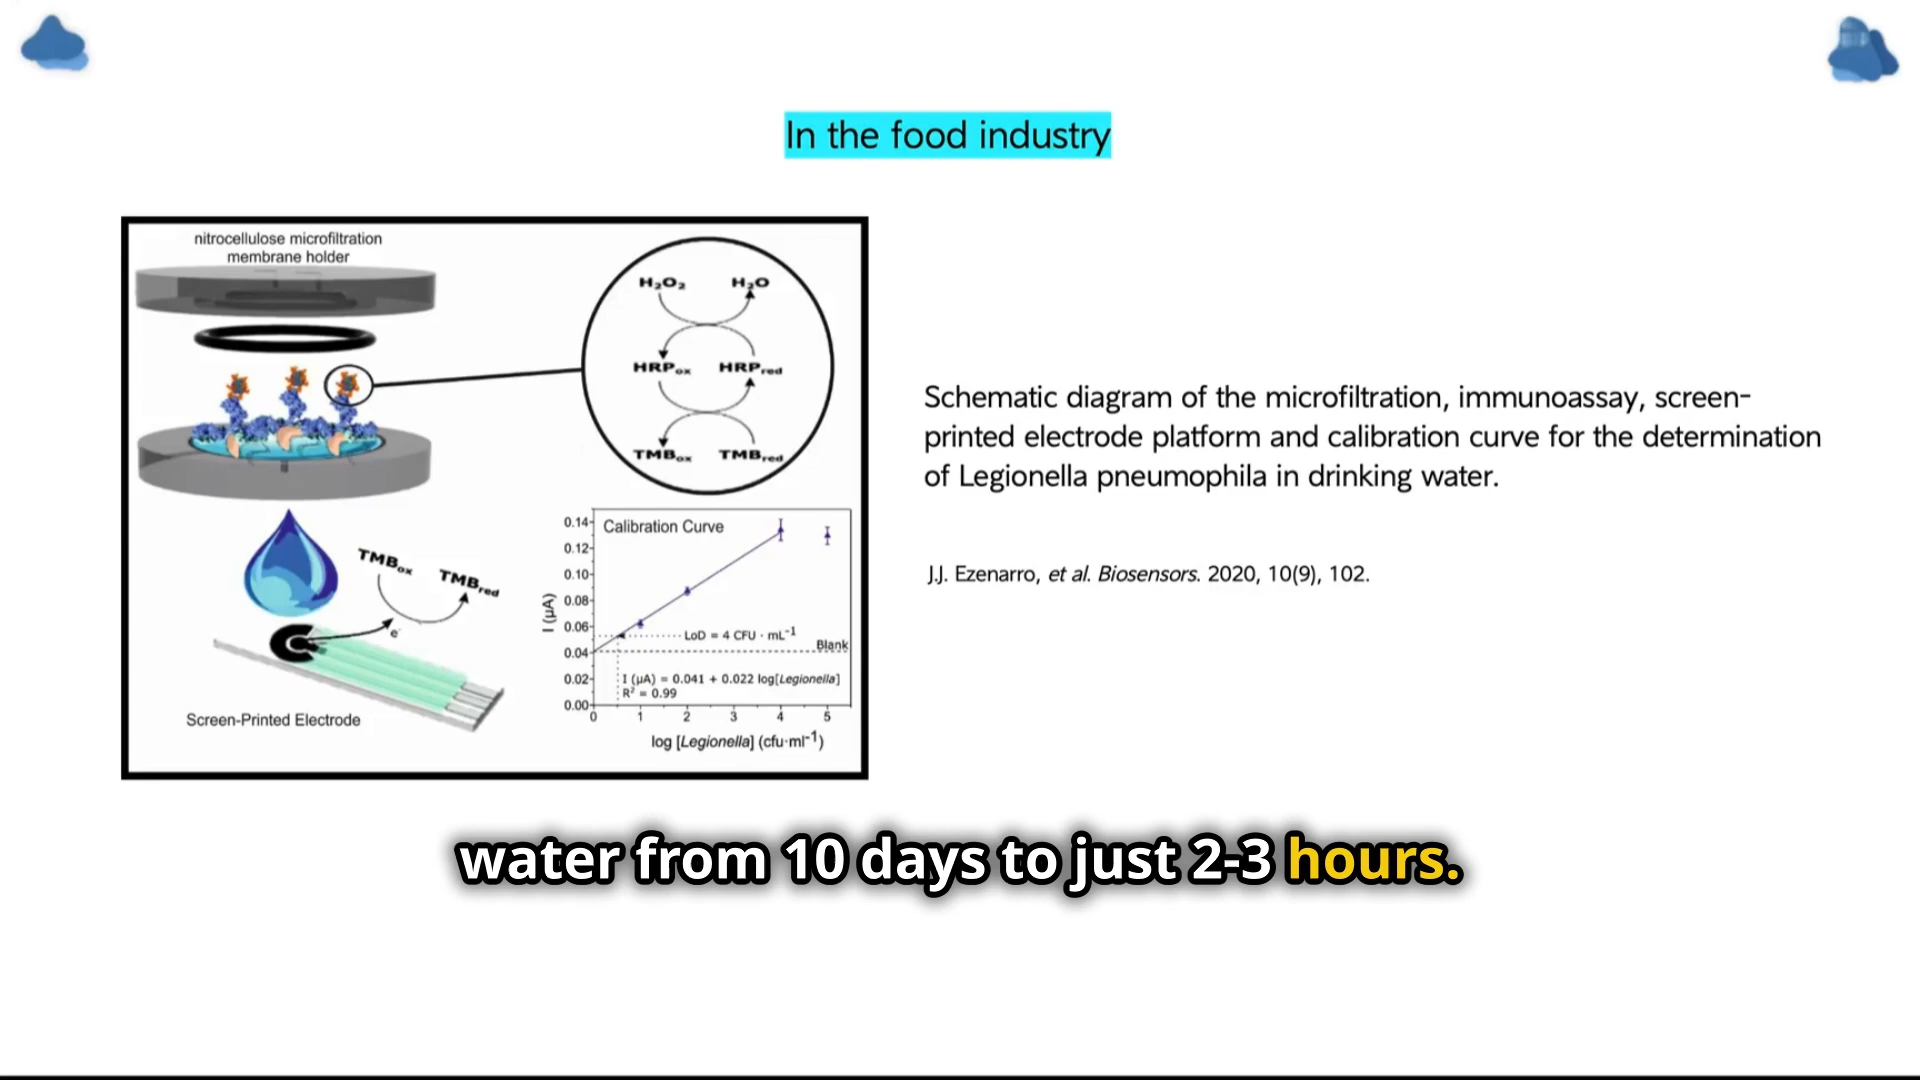 In the food industry
nitrocellulose microfiltration
membrane holder
H₂O₂ H₂O
HRPox HRPred
TMBox TMBred
TMBox TMBred
e⁻
Screen-Printed Electrode
Calibration Curve
0.14
0.12
0.10
0.08
0.06
0.04
0.02
0.00
I (µA)
LoD = 4 CFU · mL⁻¹
Blank
I (µA) = 0.041 + 0.022 log[Legionella]
R² = 0.99
0 1 2 3 4 5
log [Legionella] (cfu·ml⁻¹)
Schematic diagram of the microfiltration, immunoassay, screen-
printed electrode platform and calibration curve for the determination
of Legionella pneumophila in drinking water.
J.J. Ezenarro, et al. Biosensors. 2020, 10(9), 102.
water from 10 days to just 2-3 hours.